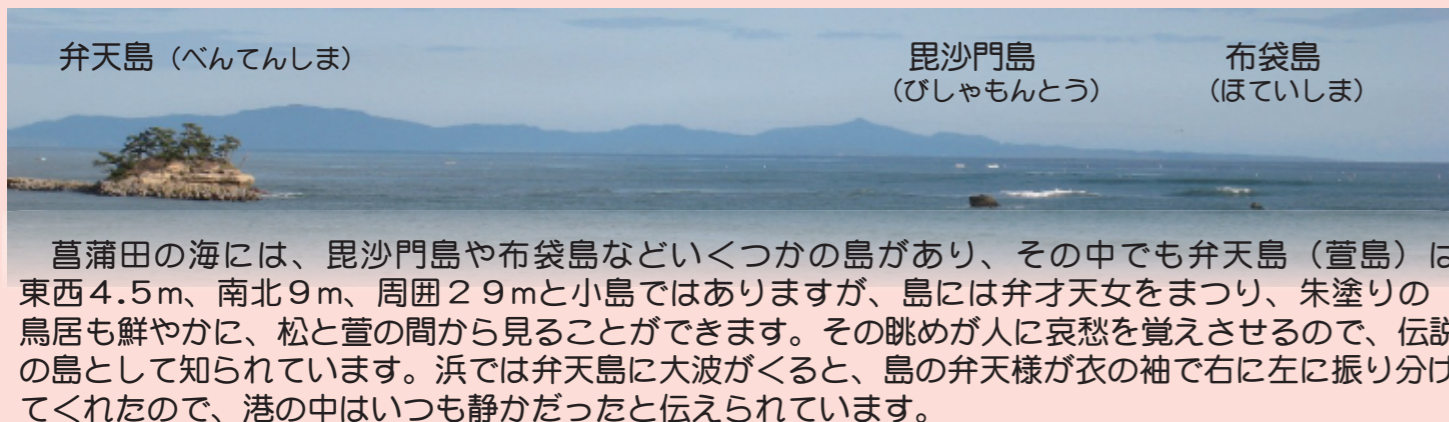 弁天島（べんてんしま）
毘沙門島
（びしゃもんとう）
布袋島
（ほていしま）
菖蒲田の海には、毘沙門島や布袋島などいくつかの島があり、その中でも弁天島（萱島）は
東西４.５ｍ、南北９ｍ、周囲２９ｍと小島ではありますが、島には弁才天女をまつり、朱塗りの
鳥居も鮮やかに、松と萱の間から見ることができます。その眺めが人に哀愁を覚えさせるので、伝説
の島として知られています。浜では弁天島に大波がくると、島の弁天様が衣の袖で右に左に振り分け
てくれたので、港の中はいつも静かだったと伝えられています。